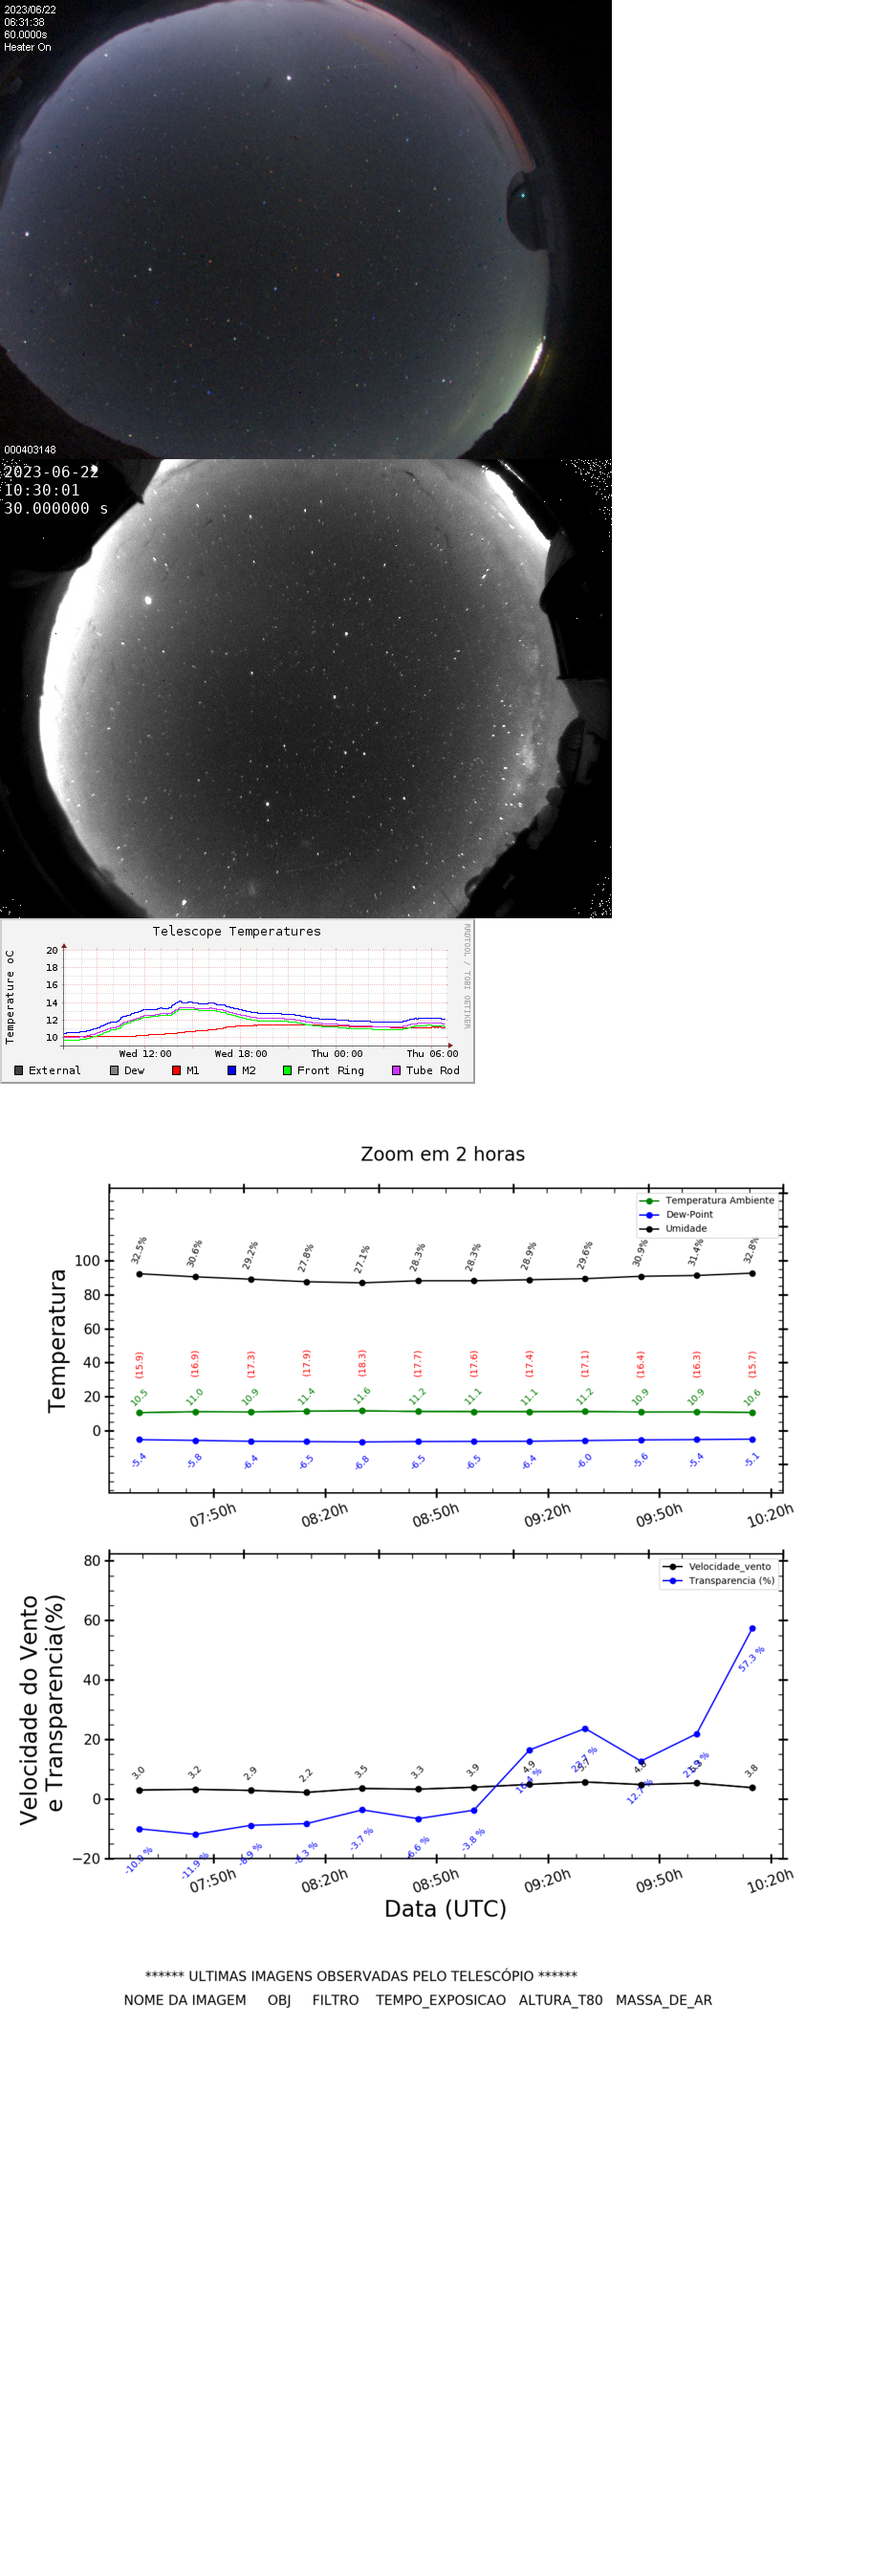 2023/06/22
06:31:38
60.0000s
Heater On
000403148
2023-06-22
10:30:01
30.000000 s
Telescope Temperatures
RRDTOOL / TOBI OETIKER
Temperature oC
20
18
16
14
12
10
Wed 12:00 Wed 18:00 Thu 00:00 Thu 06:00
External Dew M1 M2 Front Ring Tube Rod
Zoom em 2 horas
Temperatura Ambiente
Dew-Point
Umidade
Temperatura
100
80
60
40
20
0
32.5% 30.6% 29.2% 27.8% 27.1% 28.3% 28.3% 28.9% 29.6% 30.9% 31.4% 32.8%
(15.9) (16.9) (17.3) (17.9) (18.3) (17.7) (17.6) (17.4) (17.1) (16.4) (16.3) (15.7)
10.5 11.0 10.9 11.4 11.6 11.2 11.1 11.1 11.2 10.9 10.9 10.6
-5.4 -5.8 -6.4 -6.5 -6.8 -6.5 -6.5 -6.4 -6.0 -5.6 -5.4 -5.1
07:50h 08:20h 08:50h 09:20h 09:50h 10:20h
Velocidade_vento
Transparencia (%)
Velocidade do Vento
e Transparencia(%)
80
60
40
20
0
−20
3.0 3.2 2.9 2.2 3.5 3.3 3.9 4.9 3.8
-11.9 % -3.7 % -6.6 % -3.8 % 57.3 %
07:50h 08:20h 08:50h 09:20h 09:50h 10:20h
Data (UTC)
****** ULTIMAS IMAGENS OBSERVADAS PELO TELESCÓPIO ******
NOME DA IMAGEM OBJ FILTRO TEMPO_EXPOSICAO ALTURA_T80 MASSA_DE_AR